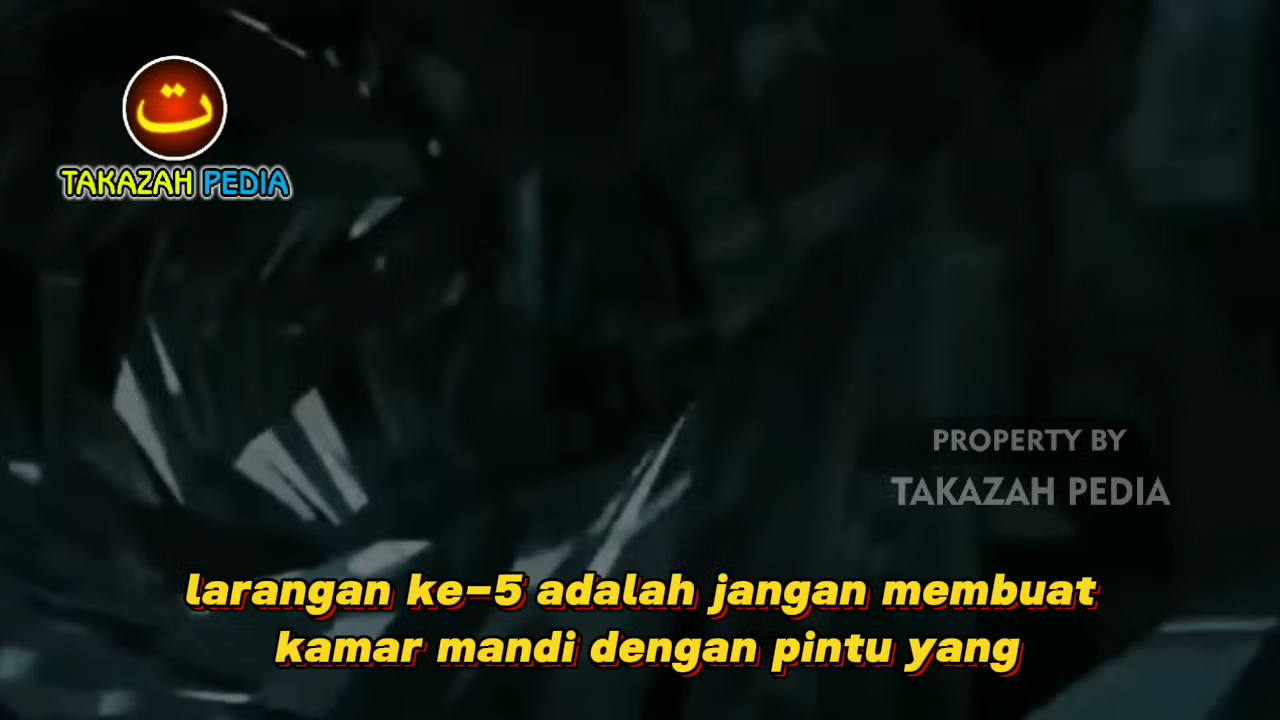 ت
TAKAZAH PEDIA
PROPERTY BY
TAKAZAH PEDIA
larangan ke-5 adalah jangan membuat
kamar mandi dengan pintu yang